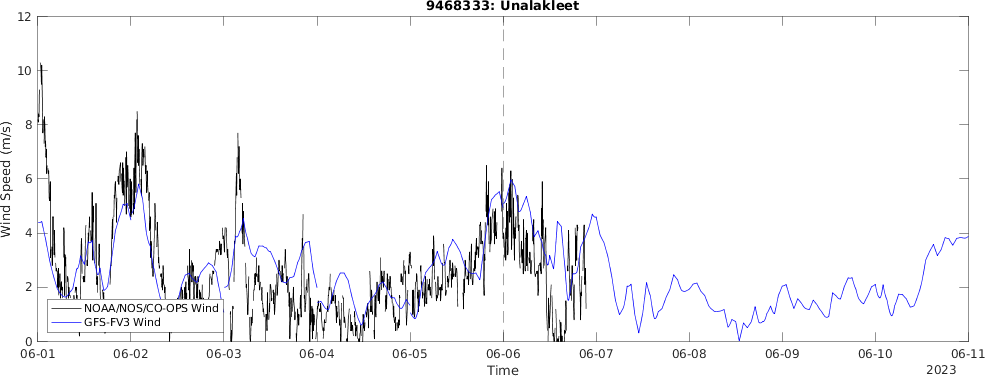 9468333: Unalakleet
12
10
8
6
4
2
0
Wind Speed (m/s)
NOAA/NOS/CO-OPS Wind
GFS-FV3 Wind
06-01 06-02 06-03 06-04 06-05 06-06 06-07 06-08 06-09 06-10 06-11
Time
2023